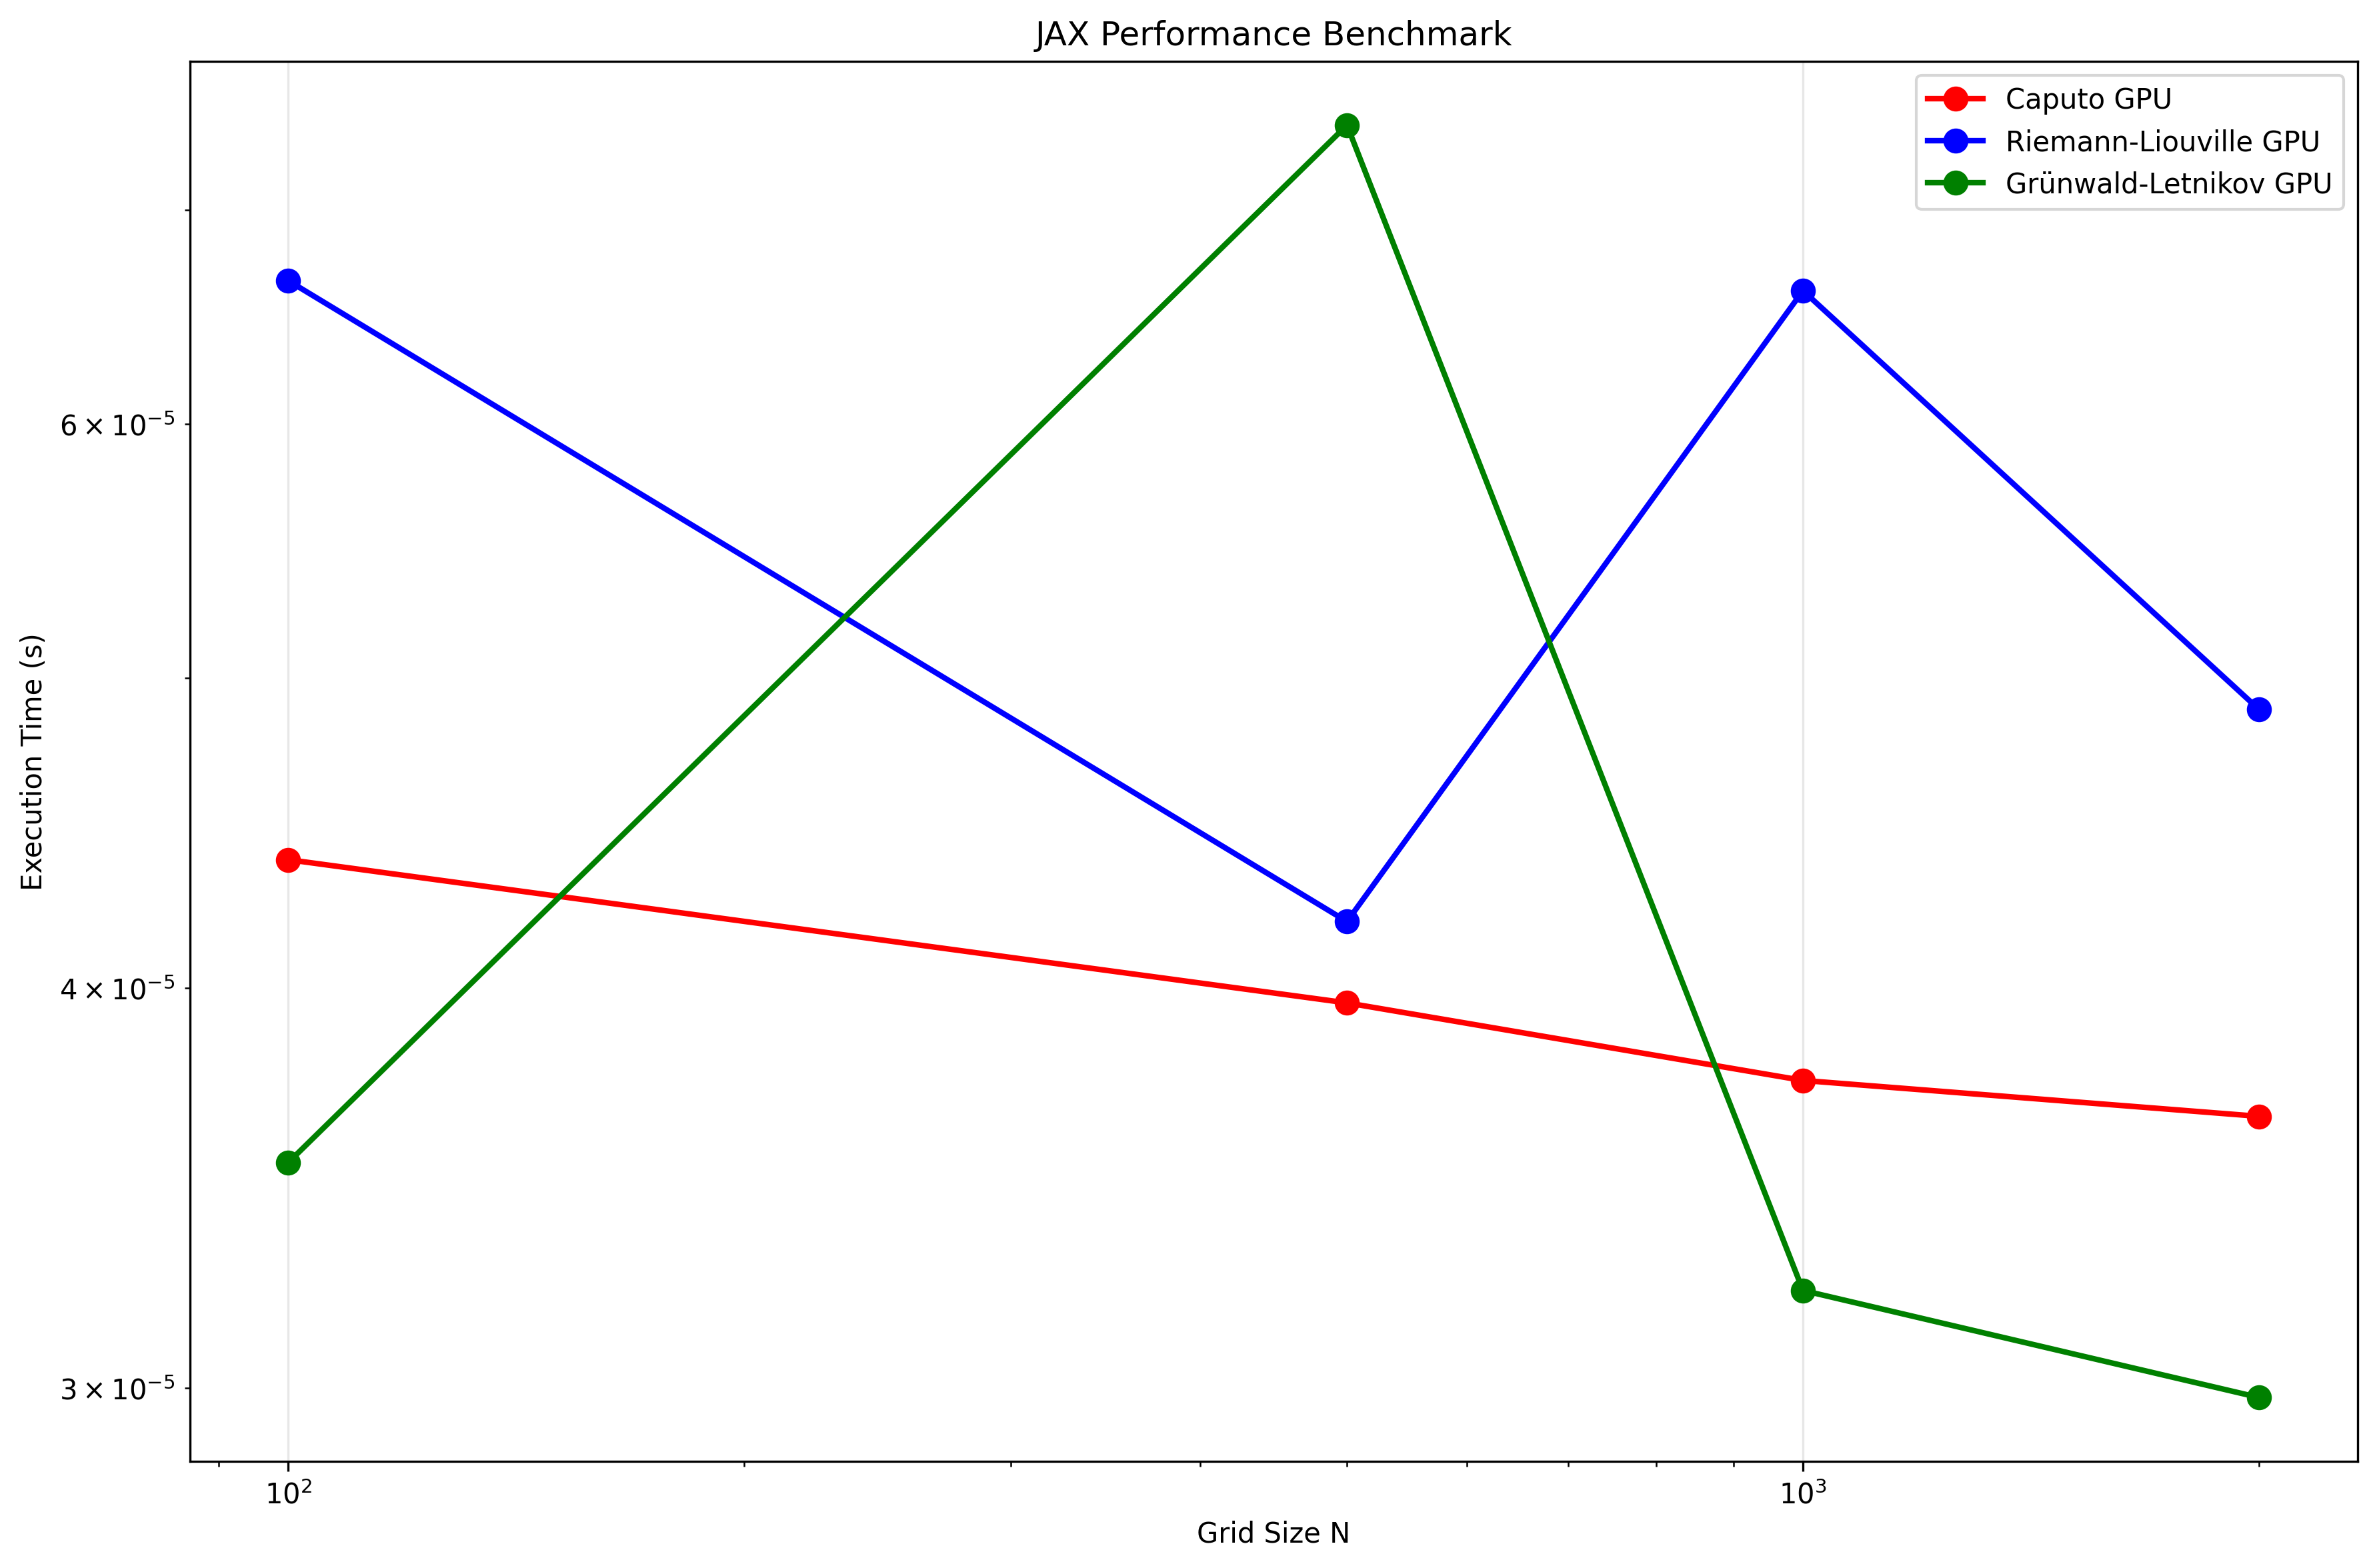 JAX Performance Benchmark
Caputo GPU
Riemann-Liouville GPU
Grünwald-Letnikov GPU
Execution Time (s)
6 × 10⁻⁵
4 × 10⁻⁵
3 × 10⁻⁵
10² 10³
Grid Size N